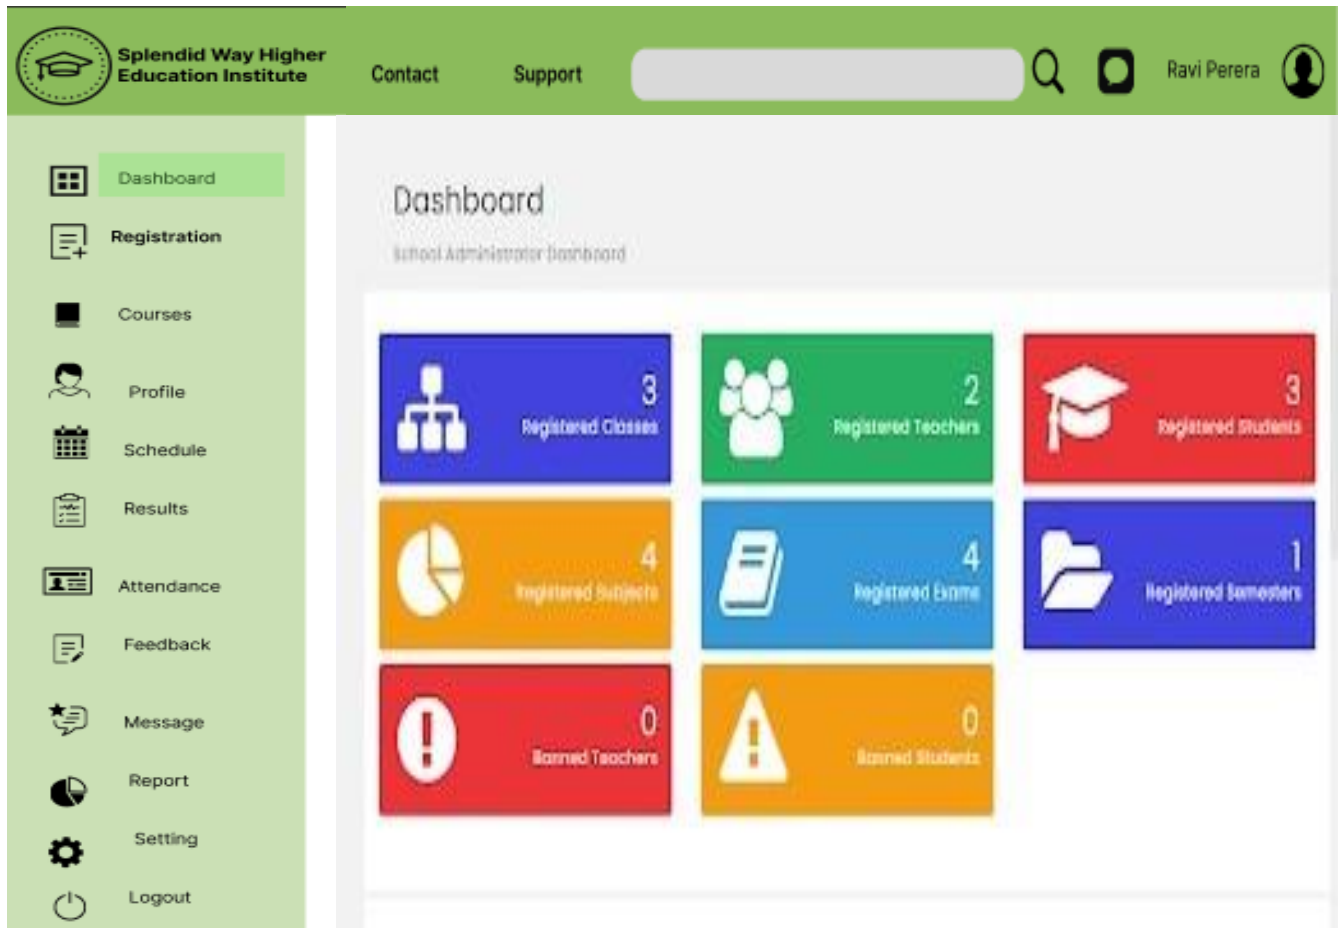 Splendid Way Higher
Education Institute
Contact
Support
Ravi Perera
Dashboard
Registration
Courses
Profile
Schedule
Results
Attendance
Feedback
Message
Report
Setting
Logout
Dashboard
School Administrator Dashboard
3
Registered Classes
2
Registered Teachers
3
Registered Students
4
Registered Subjects
4
Registered Exams
1
Registered Semesters
0
Banned Teachers
0
Banned Students